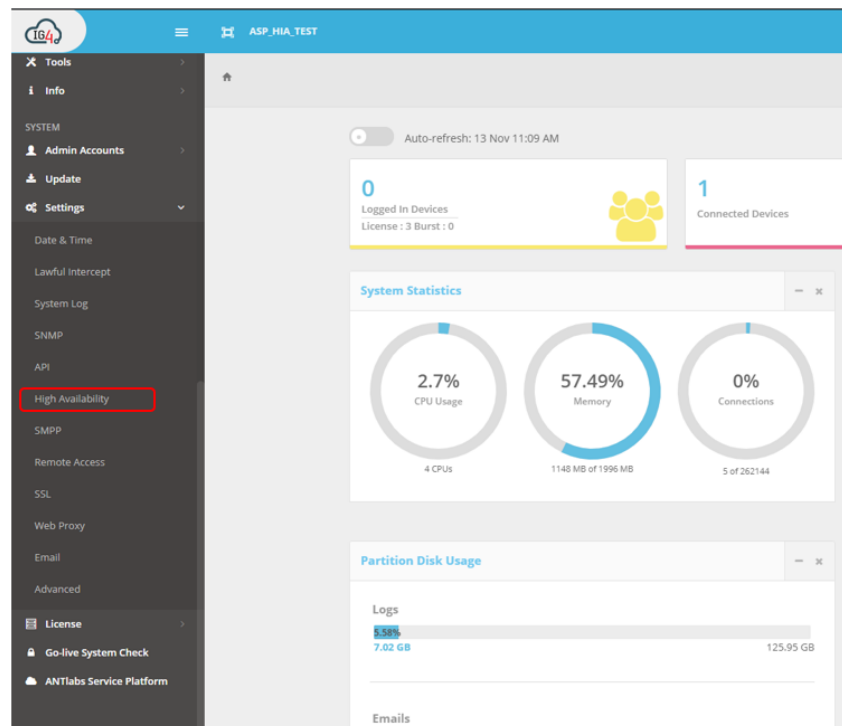 IG4
ASP_HIA_TEST
Tools
Info
SYSTEM
Admin Accounts
Update
Settings
Date & Time
Lawful Intercept
System Log
SNMP
API
High Availability
SMPP
Remote Access
SSL
Web Proxy
Email
Advanced
License
Go-live System Check
ANTlabs Service Platform
Auto-refresh: 13 Nov 11:09 AM
0
Logged In Devices
License : 3 Burst : 0
1
Connected Devices
System Statistics
2.7%
CPU Usage
4 CPUs
57.49%
Memory
1148 MB of 1996 MB
0%
Connections
5 of 262144
Partition Disk Usage
Logs
5.58%
7.02 GB 125.95 GB
Emails